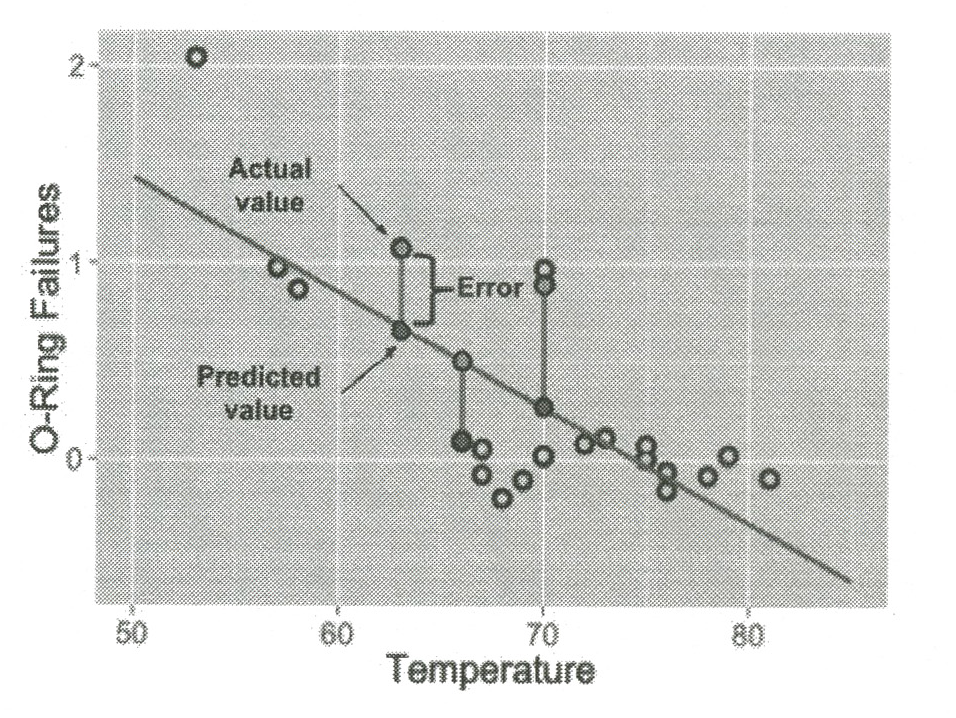 2
Actual
value
1
Error
Predicted
value
0
O-Ring Failures
50
60
70
80
Temperature